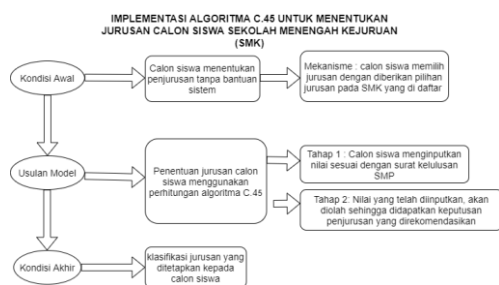 IMPLEMENTASI ALGORITMA C.45 UNTUK MENENTUKAN
JURUSAN CALON SISWA SEKOLAH MENENGAH KEJURUAN
(SMK)
Kondisi Awal
Calon siswa menentukan
penjurusan tanpa bantuan
sistem
Mekanisme : calon siswa memilih
jurusan dengan diberikan pilihan
jurusan pada SMK yang di daftar
Usulan Model
Penentuan jurusan calon
siswa menggunakan
perhitungan algoritma C.45
Tahap 1 : Calon siswa menginputkan
nilai sesuai dengan surat kelulusan
SMP
Tahap 2: Nilai yang telah diinputkan, akan
diolah sehingga didapatkan keputusan
penjurusan yang direkomendasikan
Kondisi Akhir
klasifikasi jurusan yang
ditetapkan kepada
calon siswa